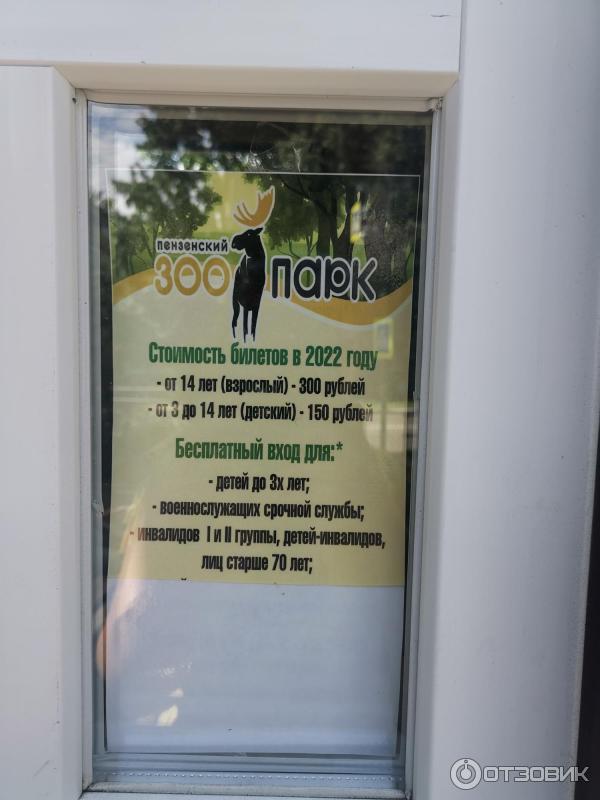 пензенский
ЗОО ПАРК
Стоимость билетов в 2022 году
- от 14 лет (взрослый) - 300 рублей
- от 3 до 14 лет (детский) - 150 рублей
Бесплатный вход для:*
- детей до 3х лет;
- военнослужащих срочной службы;
- инвалидов I и II группы, детей-инвалидов,
лиц старше 70 лет;
ОТЗОВИК